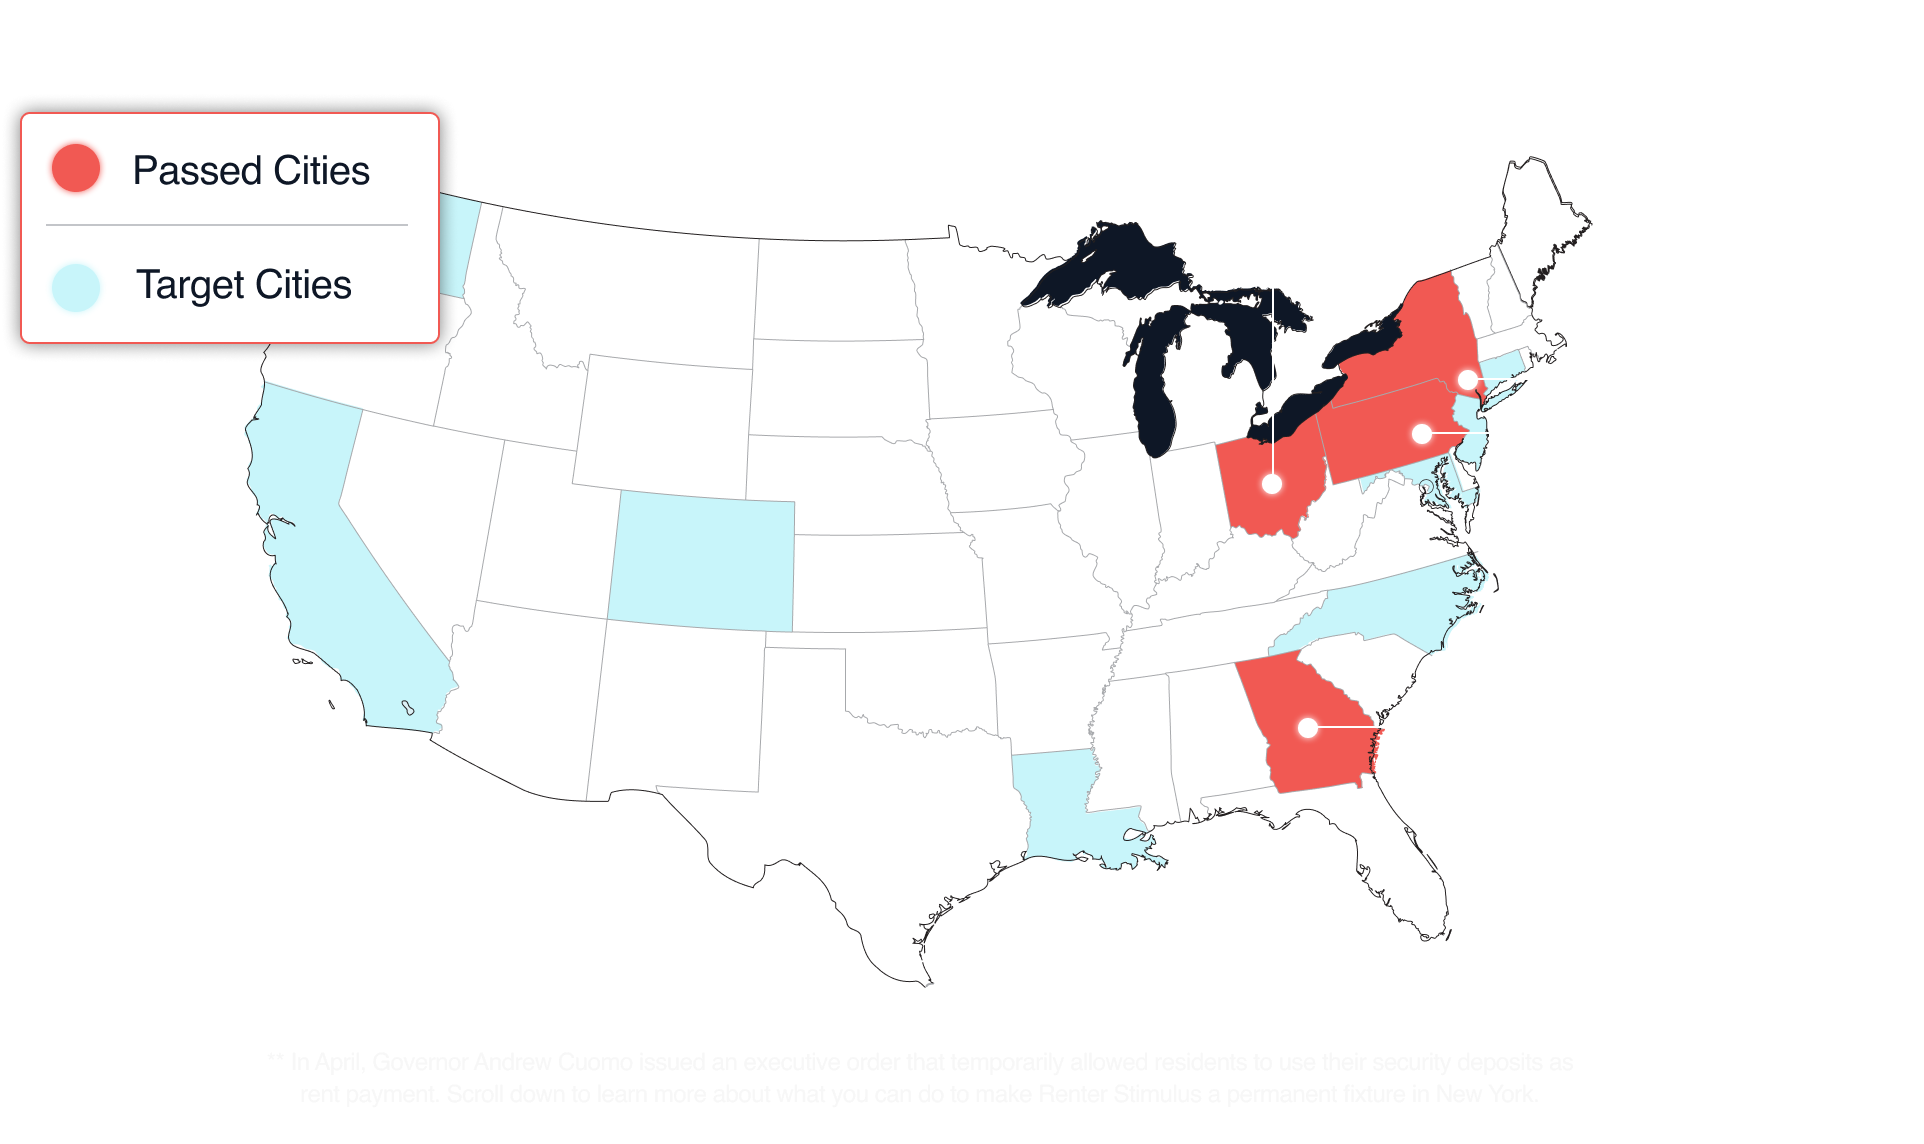 Passed Cities
Target Cities
** In April, Governor Andrew Cuomo issued an executive order that temporarily allowed residents to use their security deposits as
rent payment. Scroll down to learn more about what you can do to make Renter Stimulus a permanent fixture in New York.